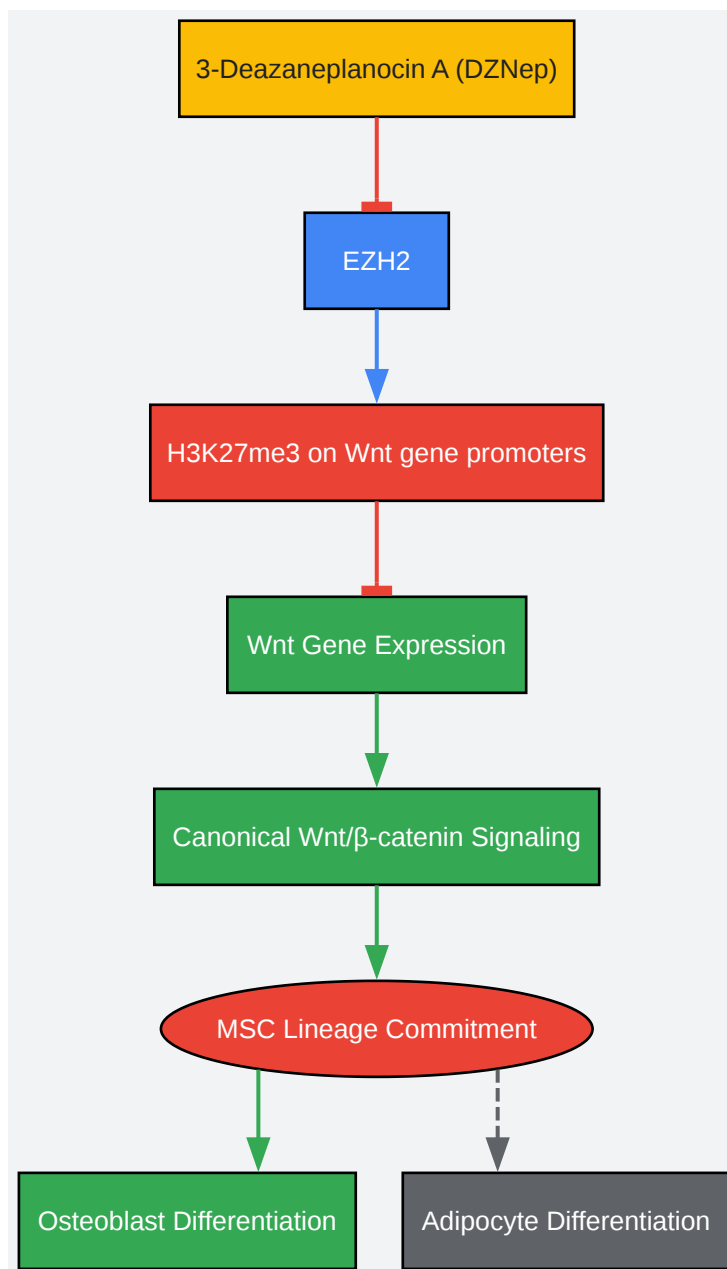 3-Deazaneplanocin A (DZNep)
EZH2
H3K27me3 on Wnt gene promoters
Wnt Gene Expression
Canonical Wnt/β-catenin Signaling
MSC Lineage Commitment
Osteoblast Differentiation
Adipocyte Differentiation